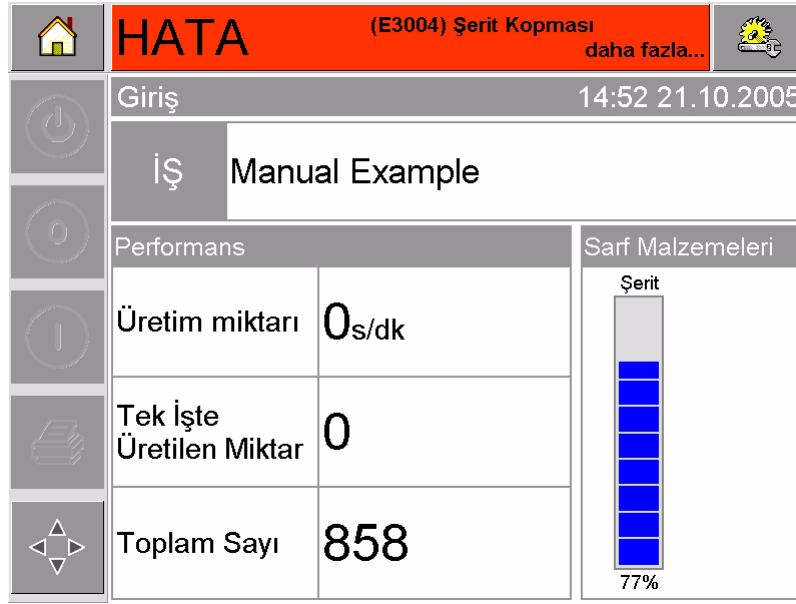 HATA
(E3004) Şerit Kopması
daha fazla...
Giriş
14:52 21.10.2005
İŞ
Manual Example
Performans
Sarf Malzemeleri
Üretim miktarı
0s/dk
Tek İşte
Üretilen Miktar
0
Toplam Sayı
858
Şerit
77%